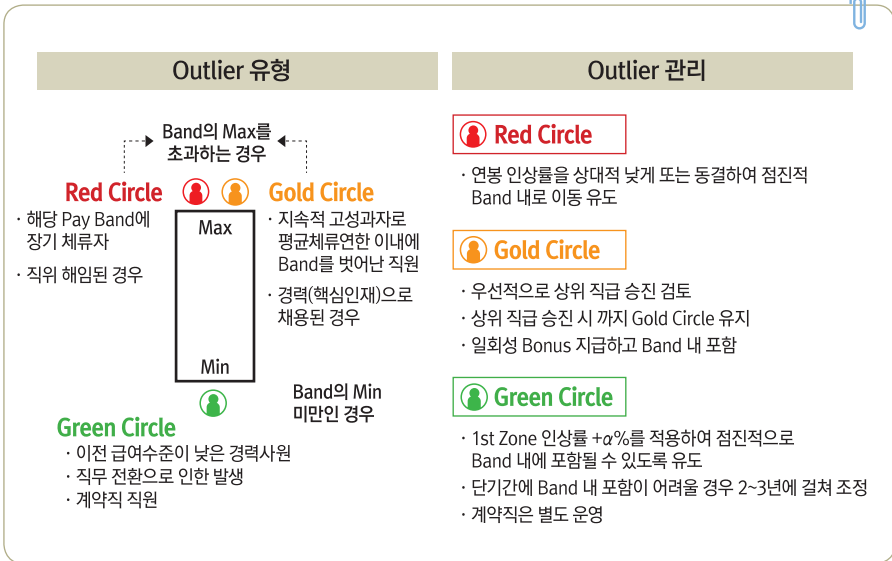 Outlier 유형
Band의 Max를
초과하는 경우
Red Circle
· 해당 Pay Band에
장기 체류자
· 직위 해임된 경우
Gold Circle
· 지속적 고성과자로
평균체류연한 이내에
Band를 벗어난 직원
· 경력(핵심인재)으로
채용된 경우
Max
Min
Band의 Min
미만인 경우
Green Circle
· 이전 급여수준이 낮은 경력사원
· 직무 전환으로 인한 발생
· 계약직 직원
Outlier 관리
Red Circle
· 연봉 인상률을 상대적 낮게 또는 동결하여 점진적
Band 내로 이동 유도
Gold Circle
· 우선적으로 상위 직급 승진 검토
· 상위 직급 승진 시 까지 Gold Circle 유지
· 일회성 Bonus 지급하고 Band 내 포함
Green Circle
· 1st Zone 인상률 +α%를 적용하여 점진적으로
Band 내에 포함될 수 있도록 유도
· 단기간에 Band 내 포함이 어려울 경우 2~3년에 걸쳐 조정
· 계약직은 별도 운영